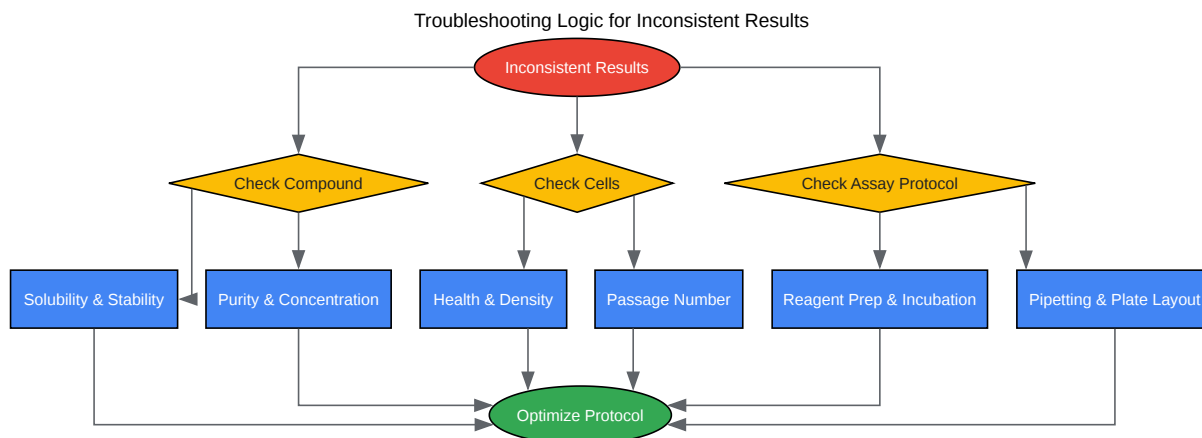 Troubleshooting Logic for Inconsistent Results
Inconsistent Results
Check Compound
Check Cells
Check Assay Protocol
Solubility & Stability
Purity & Concentration
Health & Density
Passage Number
Reagent Prep & Incubation
Pipetting & Plate Layout
Optimize Protocol